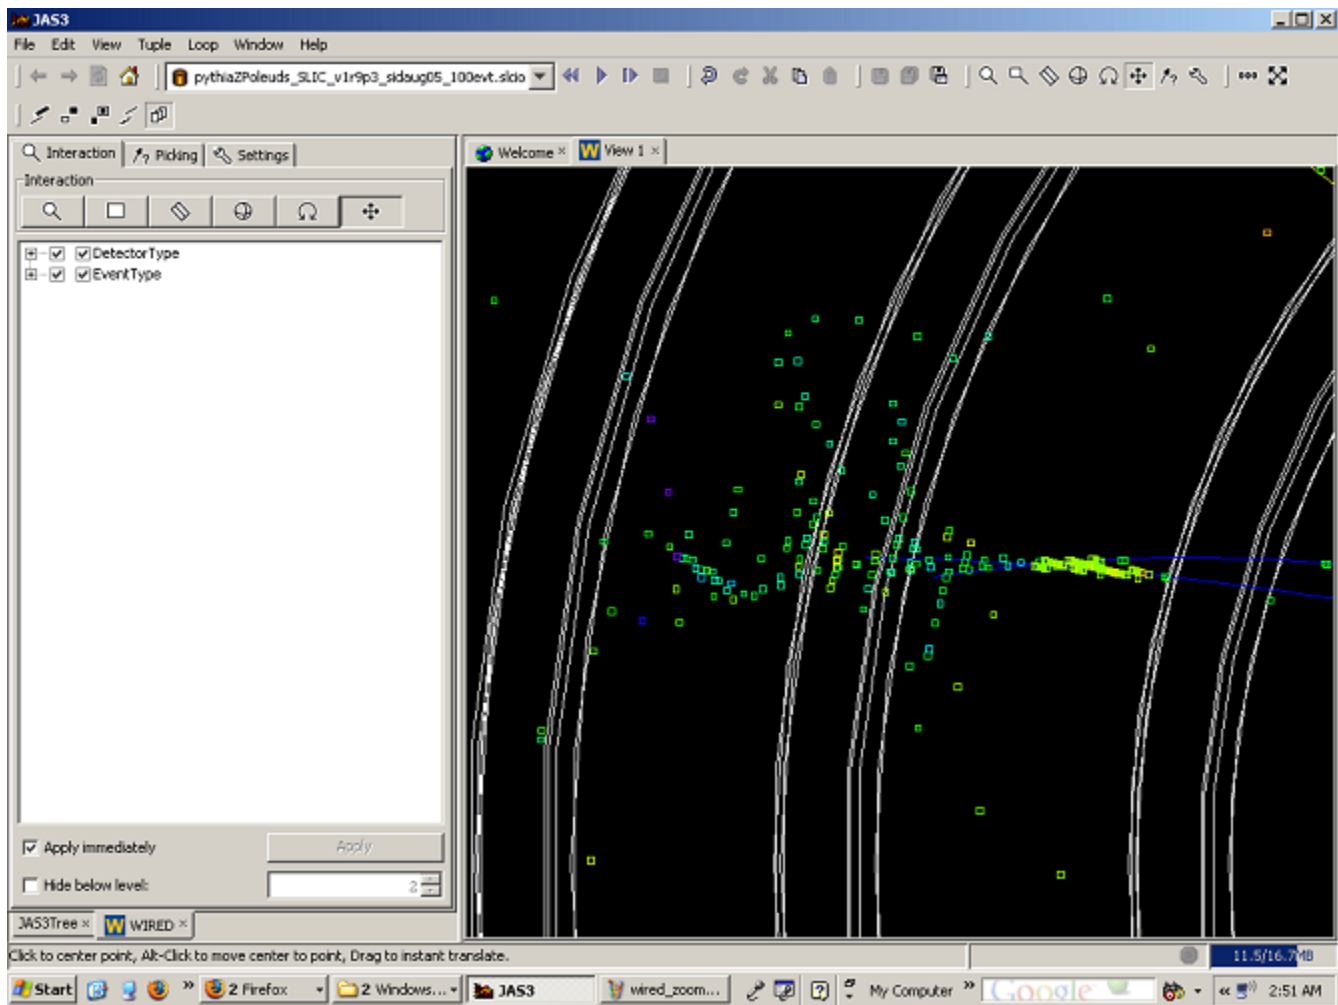 JAS3
File Edit View Tuple Loop Window Help
pythiaZPoleuds_SLIC_v1r9p3_sidaug05_100evt.slcio
Interaction Picking Settings
Welcome View 1
Interaction
DetectorType
EventType
Apply immediately Apply
Hide below level: 2
JAS3Tree WIRED
Click to center point, Alt-Click to move center to point, Drag to instant translate.
11.5/16.7MB
Start 2 Firefox 2 Windows... JAS3 wired_zoom... My Computer Google 2:51 AM